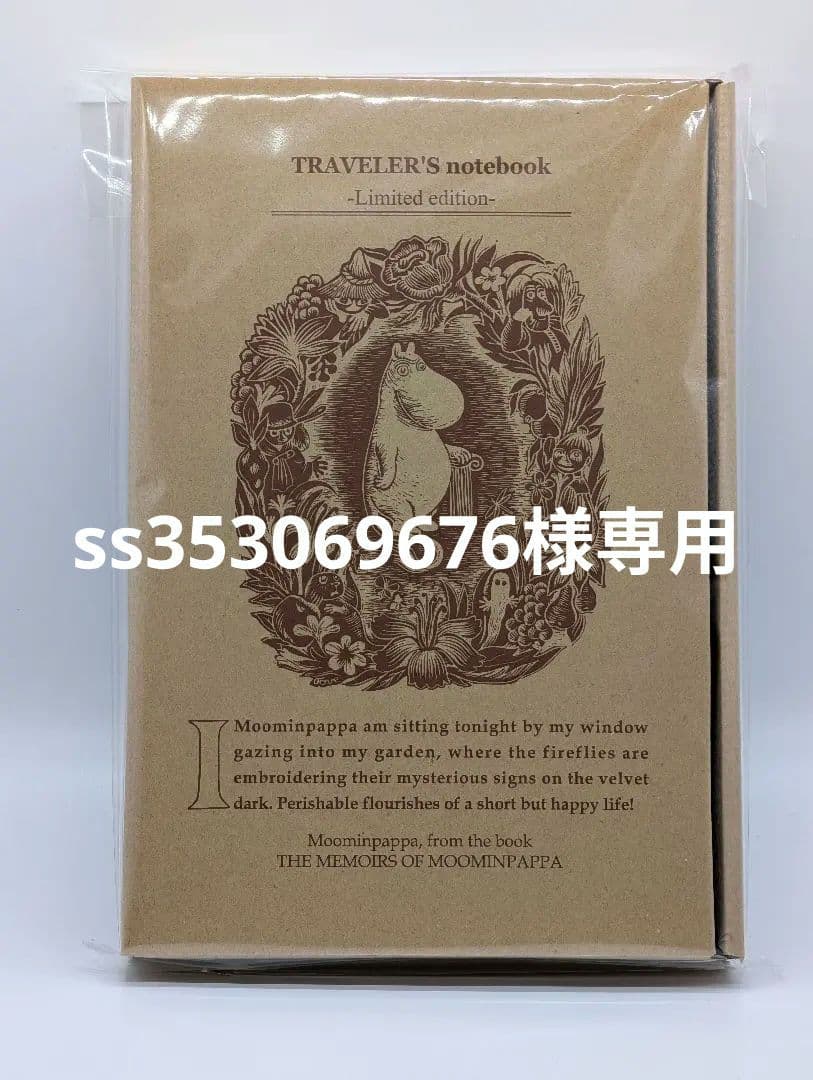 TRAVELER'S notebook
-Limited edition-
ss353069676様専用
I Moominpappa am sitting tonight by my window
gazing into my garden, where the fireflies are
embroidering their mysterious signs on the velvet
dark. Perishable flourishes of a short but happy life!
Moominpappa, from the book
THE MEMOIRS OF MOOMINPAPPA